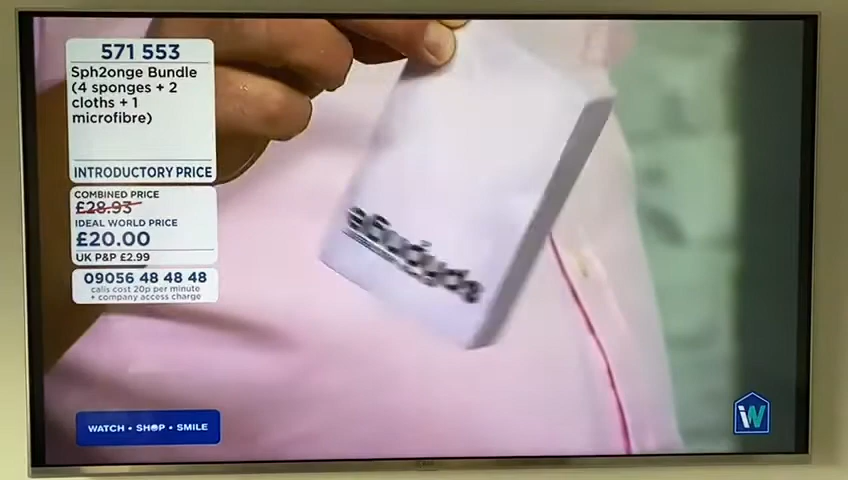 571 553
Sph2onge Bundle
(4 sponges + 2
cloths + 1
microfibre)
INTRODUCTORY PRICE
COMBINED PRICE
£28.93
IDEAL WORLD PRICE
£20.00
UK P&P £2.99
09056 48 48 48
calls cost 20p per minute
+ company access charge
WATCH • SHOP • SMILE
iW